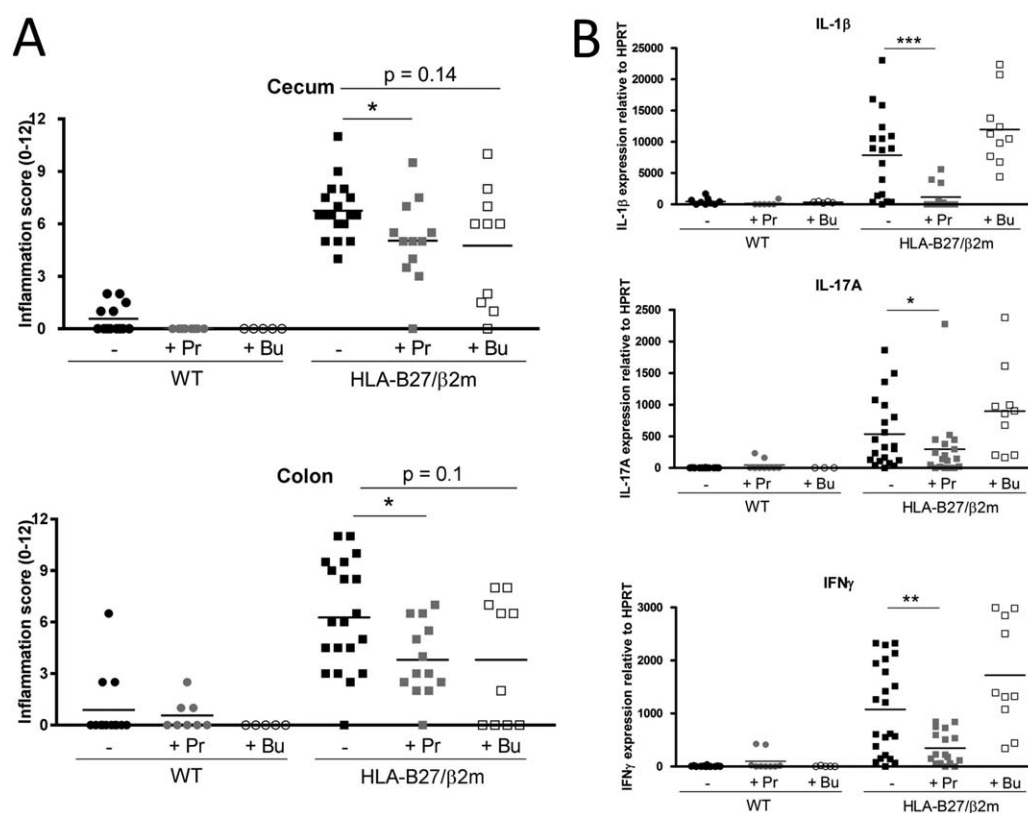 A
Cecum
p = 0.14
*
Inflammation score (0-12)
12
9
6
3
0
- + Pr + Bu - + Pr + Bu
WT HLA-B27/β2m
Colon
p = 0.1
*
Inflammation score (0-12)
12
9
6
3
0
- + Pr + Bu - + Pr + Bu
WT HLA-B27/β2m
B
IL-1β
***
IL-1β expression relative to HPRT
25000
20000
15000
10000
5000
0
- + Pr + Bu - + Pr + Bu
WT HLA-B27/β2m
IL-17A
*
IL-17A expression relative to HPRT
2500
2000
1500
1000
500
0
- + Pr + Bu - + Pr + Bu
WT HLA-B27/β2m
IFNγ
**
IFNγ expression relative to HPRT
3000
2000
1000
0
- + Pr + Bu - + Pr + Bu
WT HLA-B27/β2m